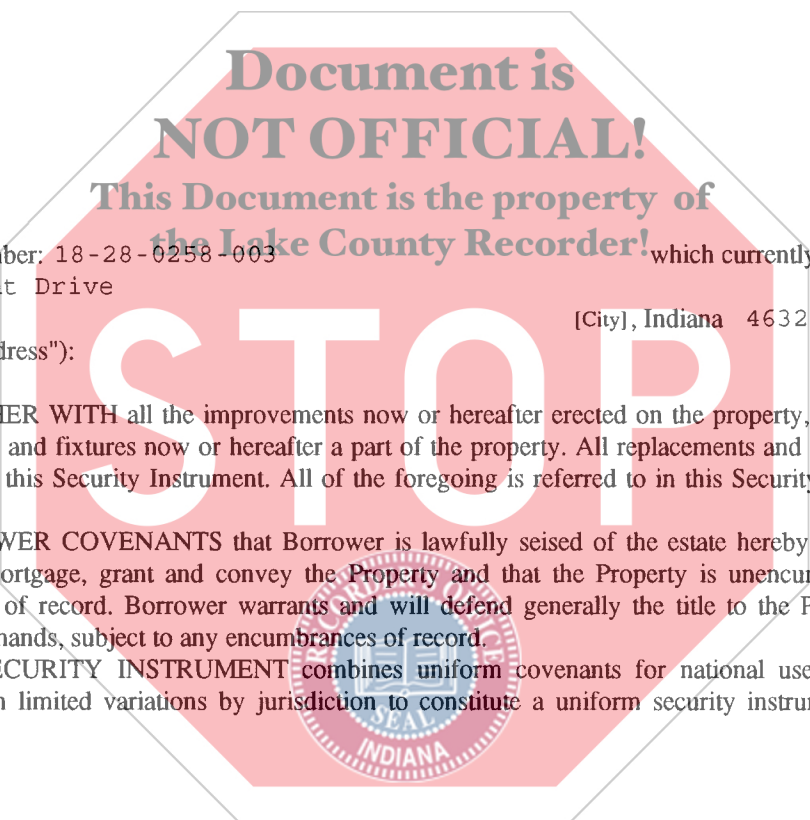 Document is
NOT OFFICIAL!
This Document is the property of
the Lake County Recorder!
ber: 18-28-0258-003 which currently
t Drive
[City], Indiana 4632
dress"):
STOP
ER WITH all the improvements now or hereafter erected on the property,
and fixtures now or hereafter a part of the property. All replacements and
this Security Instrument. All of the foregoing is referred to in this Security
WER COVENANTS that Borrower is lawfully seised of the estate hereby
ortgage, grant and convey the Property and that the Property is unencu
of record. Borrower warrants and will defend generally the title to the P
mands, subject to any encumbrances of record.
ECURITY INSTRUMENT combines uniform covenants for national use
limited variations by jurisdiction to constitute a uniform security instru
RECORDER'S OFFICE
SEAL
INDIANA